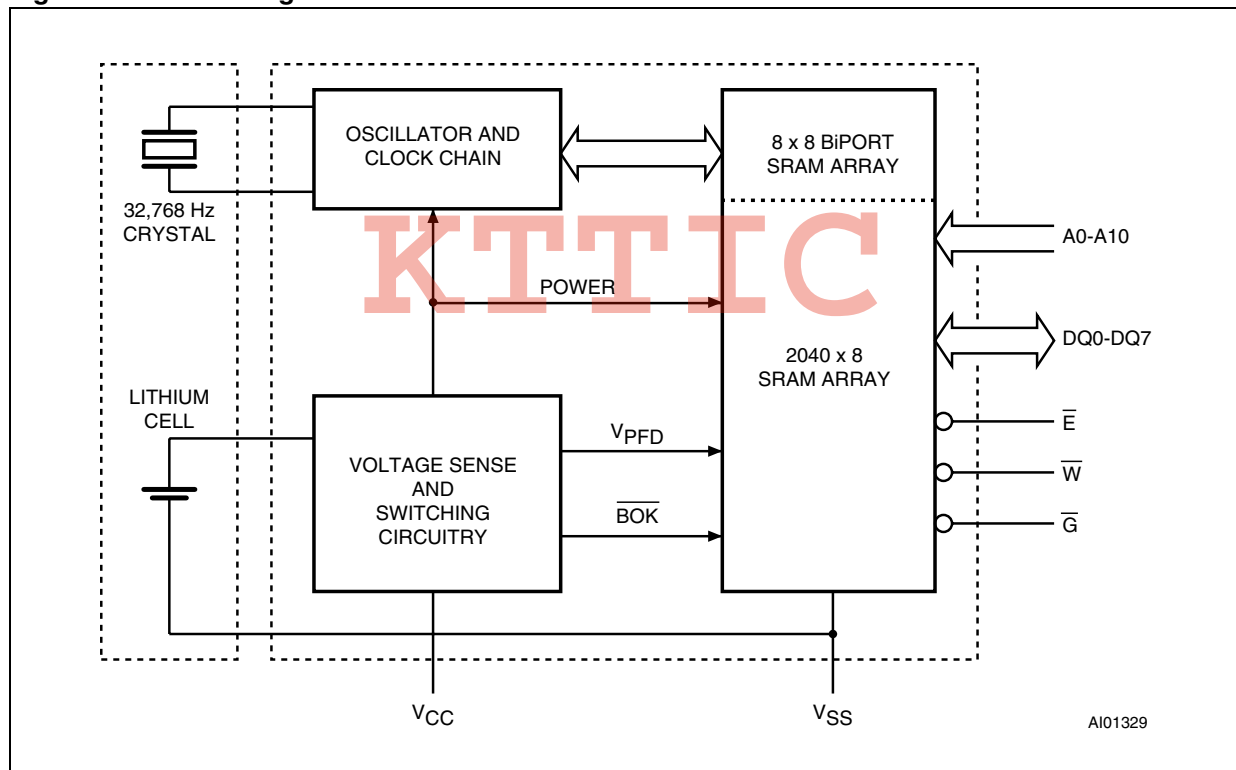 OSCILLATOR AND
CLOCK CHAIN
8 x 8 BiPORT
SRAM ARRAY
32,768 Hz
CRYSTAL
A0-A10
KTTIC
POWER
DQ0-DQ7
2040 x 8
SRAM ARRAY
LITHIUM
CELL
VPFD
E̅
VOLTAGE SENSE
AND
SWITCHING
CIRCUITRY
W̅
B̅O̅K̅
G̅
VCC
VSS
AI01329